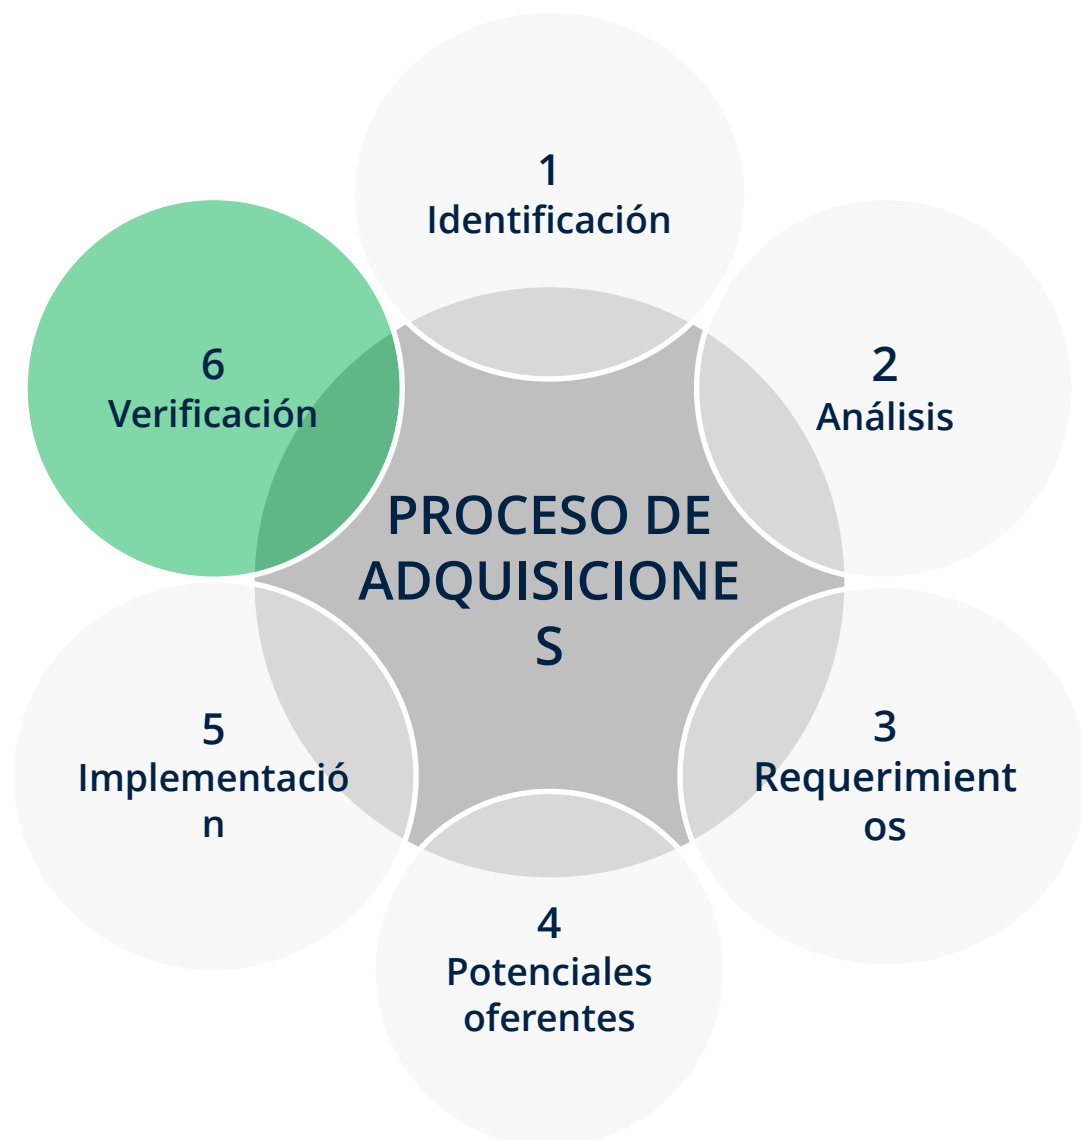 1
Identificación
6
Verificación
2
Análisis
PROCESO DE
ADQUISICIONE
S
5
Implementació
n
3
Requerimient
os
4
Potenciales
oferentes